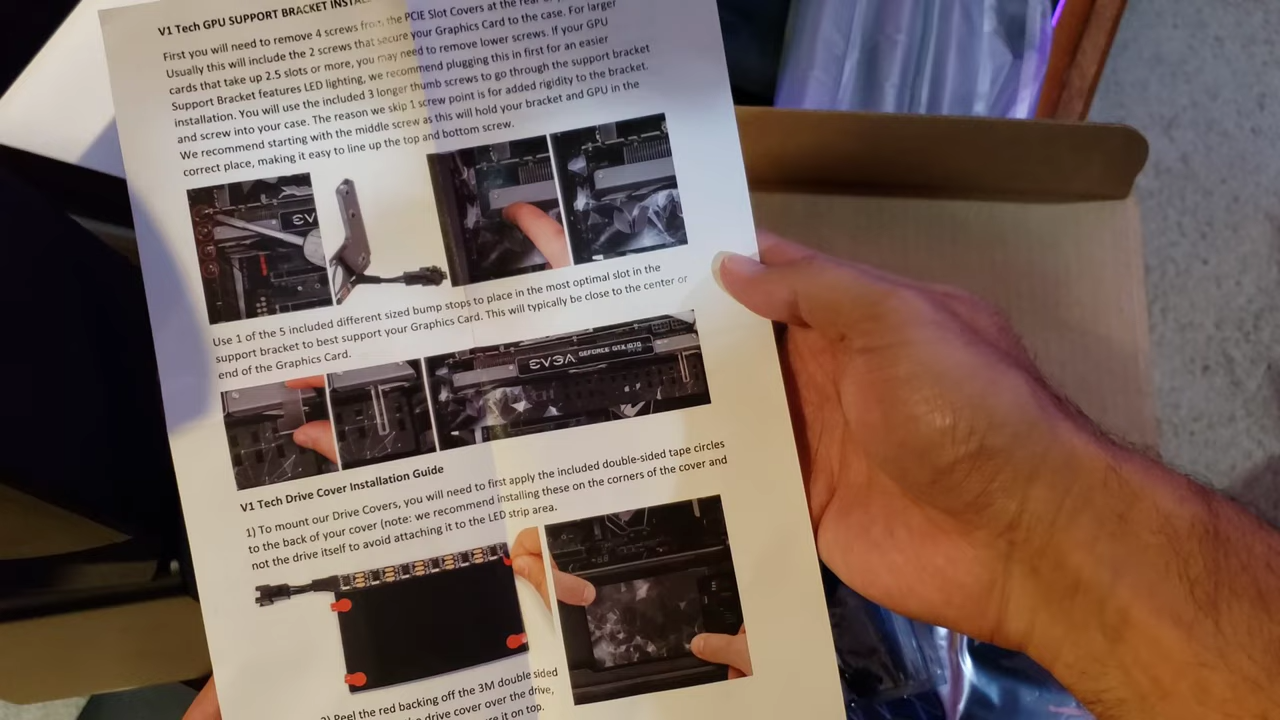 V1 Tech GPU SUPPORT BRACKET
First you will need to remove 4 screws from the PCIE Slot Covers at the rear
Usually this will include the 2 screws that secure your Graphics Card to the case. For larger
cards that take up 2.5 slots or more, you may need to remove lower screws. If your GPU
Support Bracket features LED lighting, we recommend plugging this in first for an easier
installation. You will use the included 3 longer thumb screws to go through the support bracket
and screw into your case. The reason we skip 1 screw point is for added rigidity to the bracket.
We recommend starting with the middle screw as this will hold your bracket and GPU in the
correct place, making it easy to line up the top and bottom screw.
EV
Use 1 of the 5 included different sized bump stops to place in the most optimal slot in the
support bracket to best support your Graphics Card. This will typically be close to the center or
end of the Graphics Card.
EVGA GEFORCE GTX 1070
V1 Tech Drive Cover Installation Guide
1) To mount our Drive Covers, you will need to first apply the included double-sided tape circles
to the back of your cover (note: we recommend installing these on the corners of the cover and
not the drive itself to avoid attaching it to the LED strip area.
Peel the red backing off the 3M double sided
drive cover over the drive,
it on top.